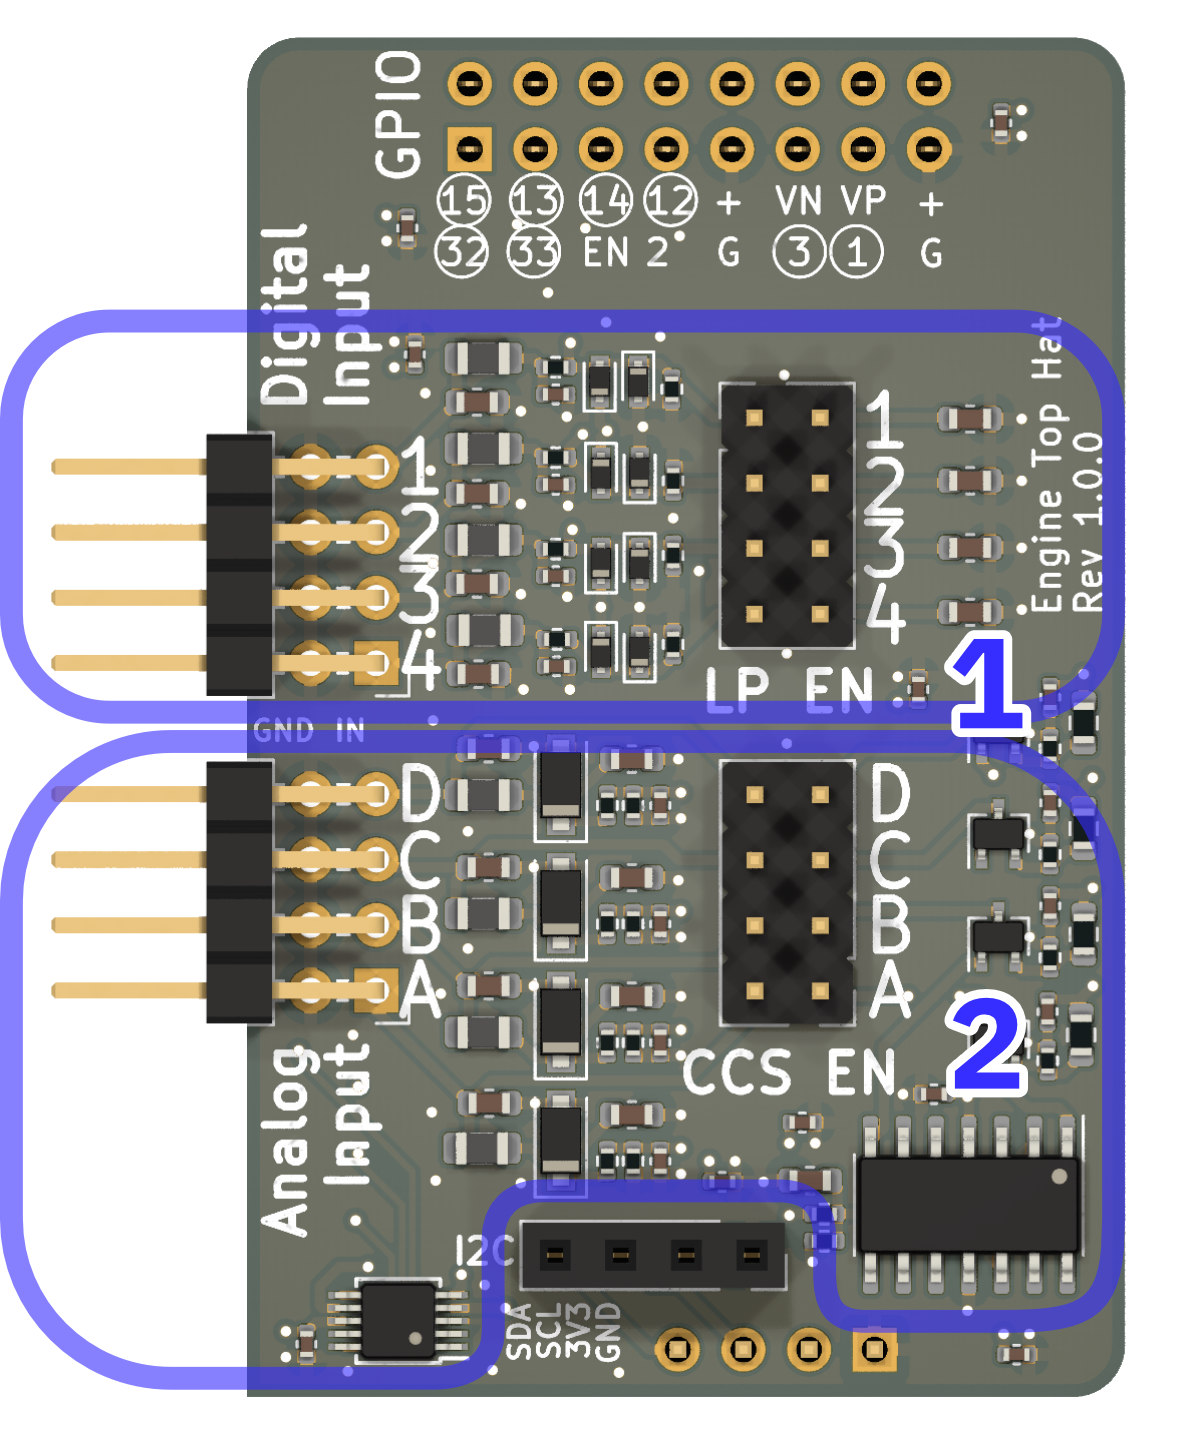 GPIO
15 13 14 12 + VN VP +
32 33 EN 2 G 3 1 G
Digital
Input
1
2
3
4
GND IN
1
2
3
4
LP EN
Engine Top Hat
Rev 1.0.0
1
D
C
B
A
Analog
Input
D
C
B
A
CCS EN
2
I2C
SDA
SCL
3V3
GND